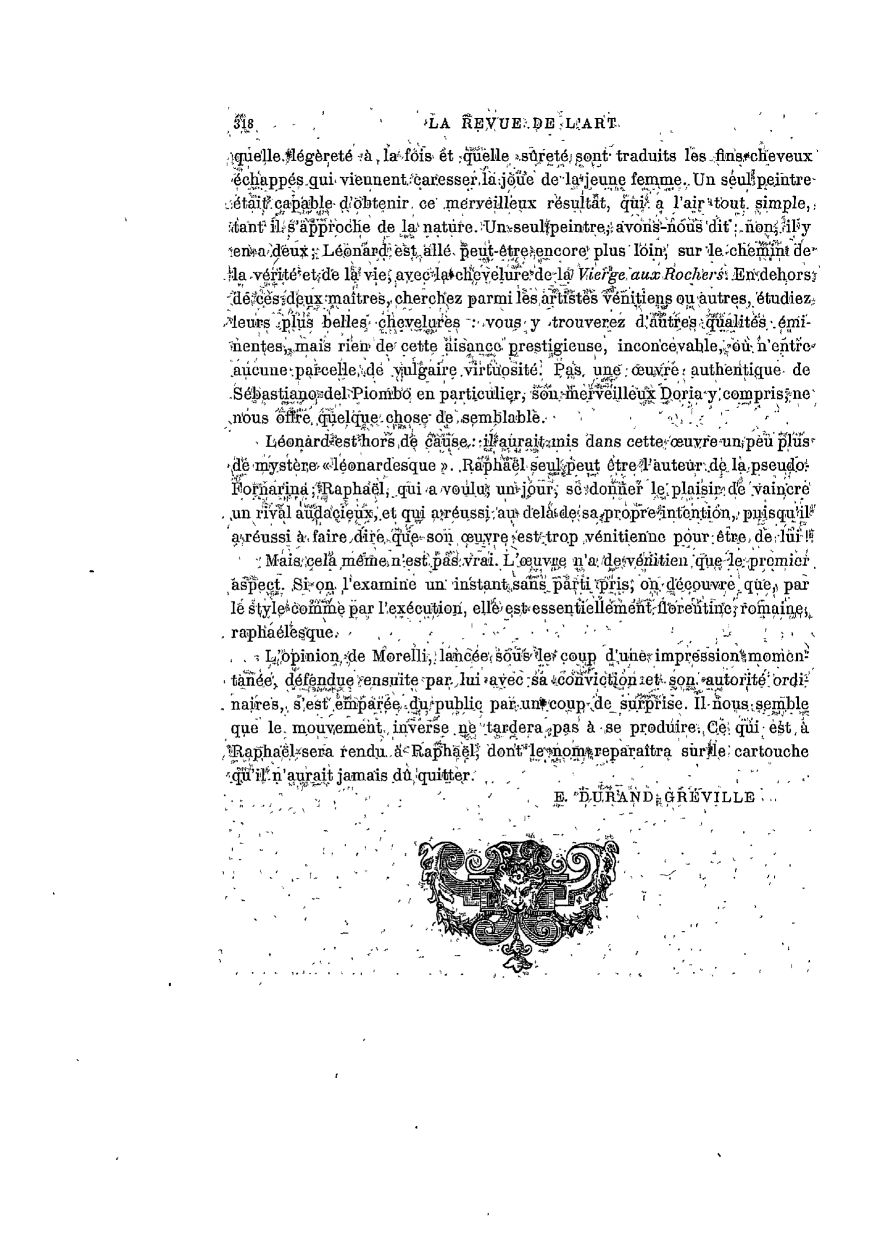 318 LA REVUE DE L'ART
quelle légèreté à la fois et quelle sûreté sont traduits les fins cheveux
échappés qui viennent caresser la joue de la jeune femme. Un seul peintre
était capable d'obtenir ce merveilleux résultat, qui a l'air tout simple,
tant il s'approche de la nature. Un seul peintre, avons-nous dit : non, il y
en a deux ; Léonard est allé peut-être encore plus loin sur le chemin de
la vérité et de la vie, avec la chevelure de la Vierge aux Rochers. En dehors
de ces deux maîtres, cherchez parmi les artistes vénitiens ou autres, étudiez
leurs plus belles chevelures : vous y trouverez d'autres qualités émi-
nentes, mais rien de cette aisance prestigieuse, inconcevable, où n'entre
aucune parcelle de vulgaire virtuosité. Pas une œuvre authentique de
Sébastiano del Piombo en particulier, son merveilleux Doria y compris, ne
nous offre quelque chose de semblable.
Léonard est hors de cause : il aurait mis dans cette œuvre un peu plus
de mystère « léonardesque ». Raphaël seul peut être l'auteur de la pseudo-
Fornarina ; Raphaël, qui a voulu, un jour, se donner le plaisir de vaincre
un rival audacieux, et qui a réussi au delà de sa propre intention, puisqu'il
a réussi à faire dire que son œuvre est trop vénitienne pour être de lui !
Mais cela même n'est pas vrai. L'œuvre n'a de vénitien que le premier
aspect. Si on l'examine un instant sans parti pris, on découvre que, par
le style comme par l'exécution, elle est essentiellement florentine, romaine,
raphaélesque.
L'opinion de Morelli, lancée sous le coup d'une impression momen-
tanée, défendue ensuite par lui avec sa conviction et son autorité ordi-
naires, s'est emparée du public par un coup de surprise. Il nous semble
que le mouvement inverse ne tardera pas à se produire. Ce qui est à
Raphaël sera rendu à Raphaël, dont le nom reparaîtra sur le cartouche
qu'il n'aurait jamais dû quitter.
E. DURAND-GRÉVILLE